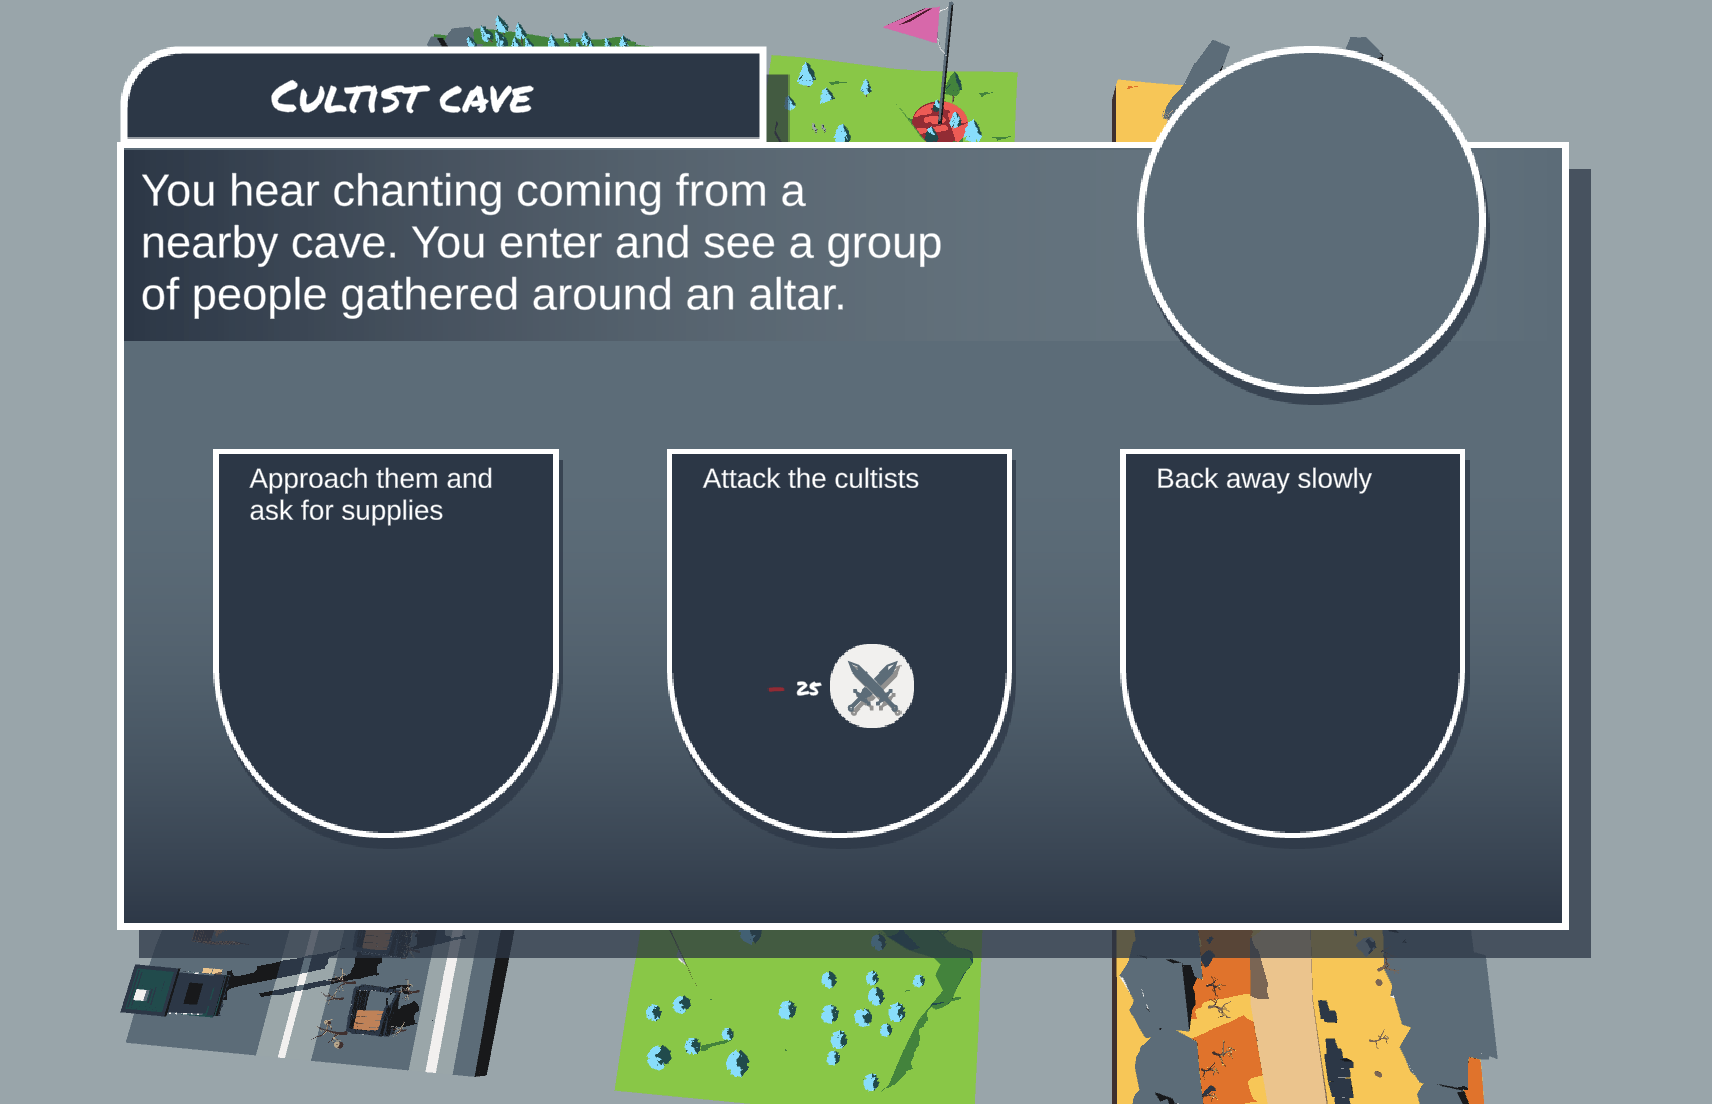 Cultist cave
You hear chanting coming from a
nearby cave. You enter and see a group
of people gathered around an altar.
Approach them and
ask for supplies
Attack the cultists
- 25
Back away slowly